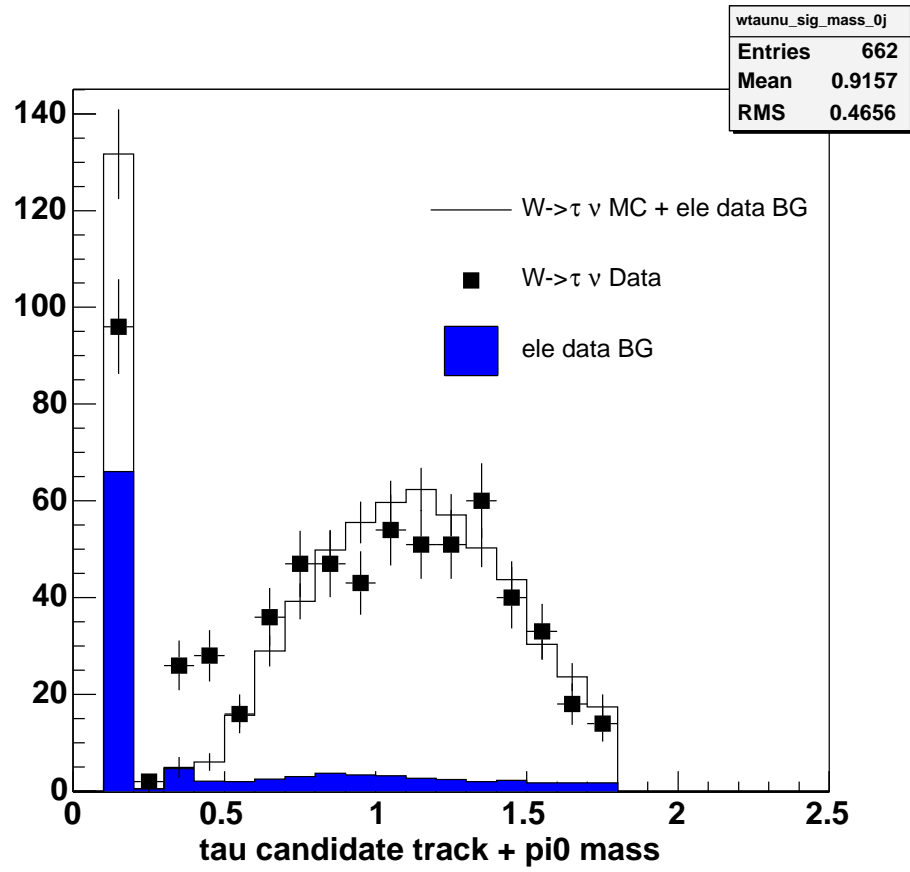 wtaunu_sig_mass_0j
Entries 662
Mean 0.9157
RMS 0.4656
140
120
100
80
60
40
20
0
W->τ ν MC + ele data BG
W->τ ν Data
ele data BG
0 0.5 1 1.5 2 2.5
tau candidate track + pi0 mass